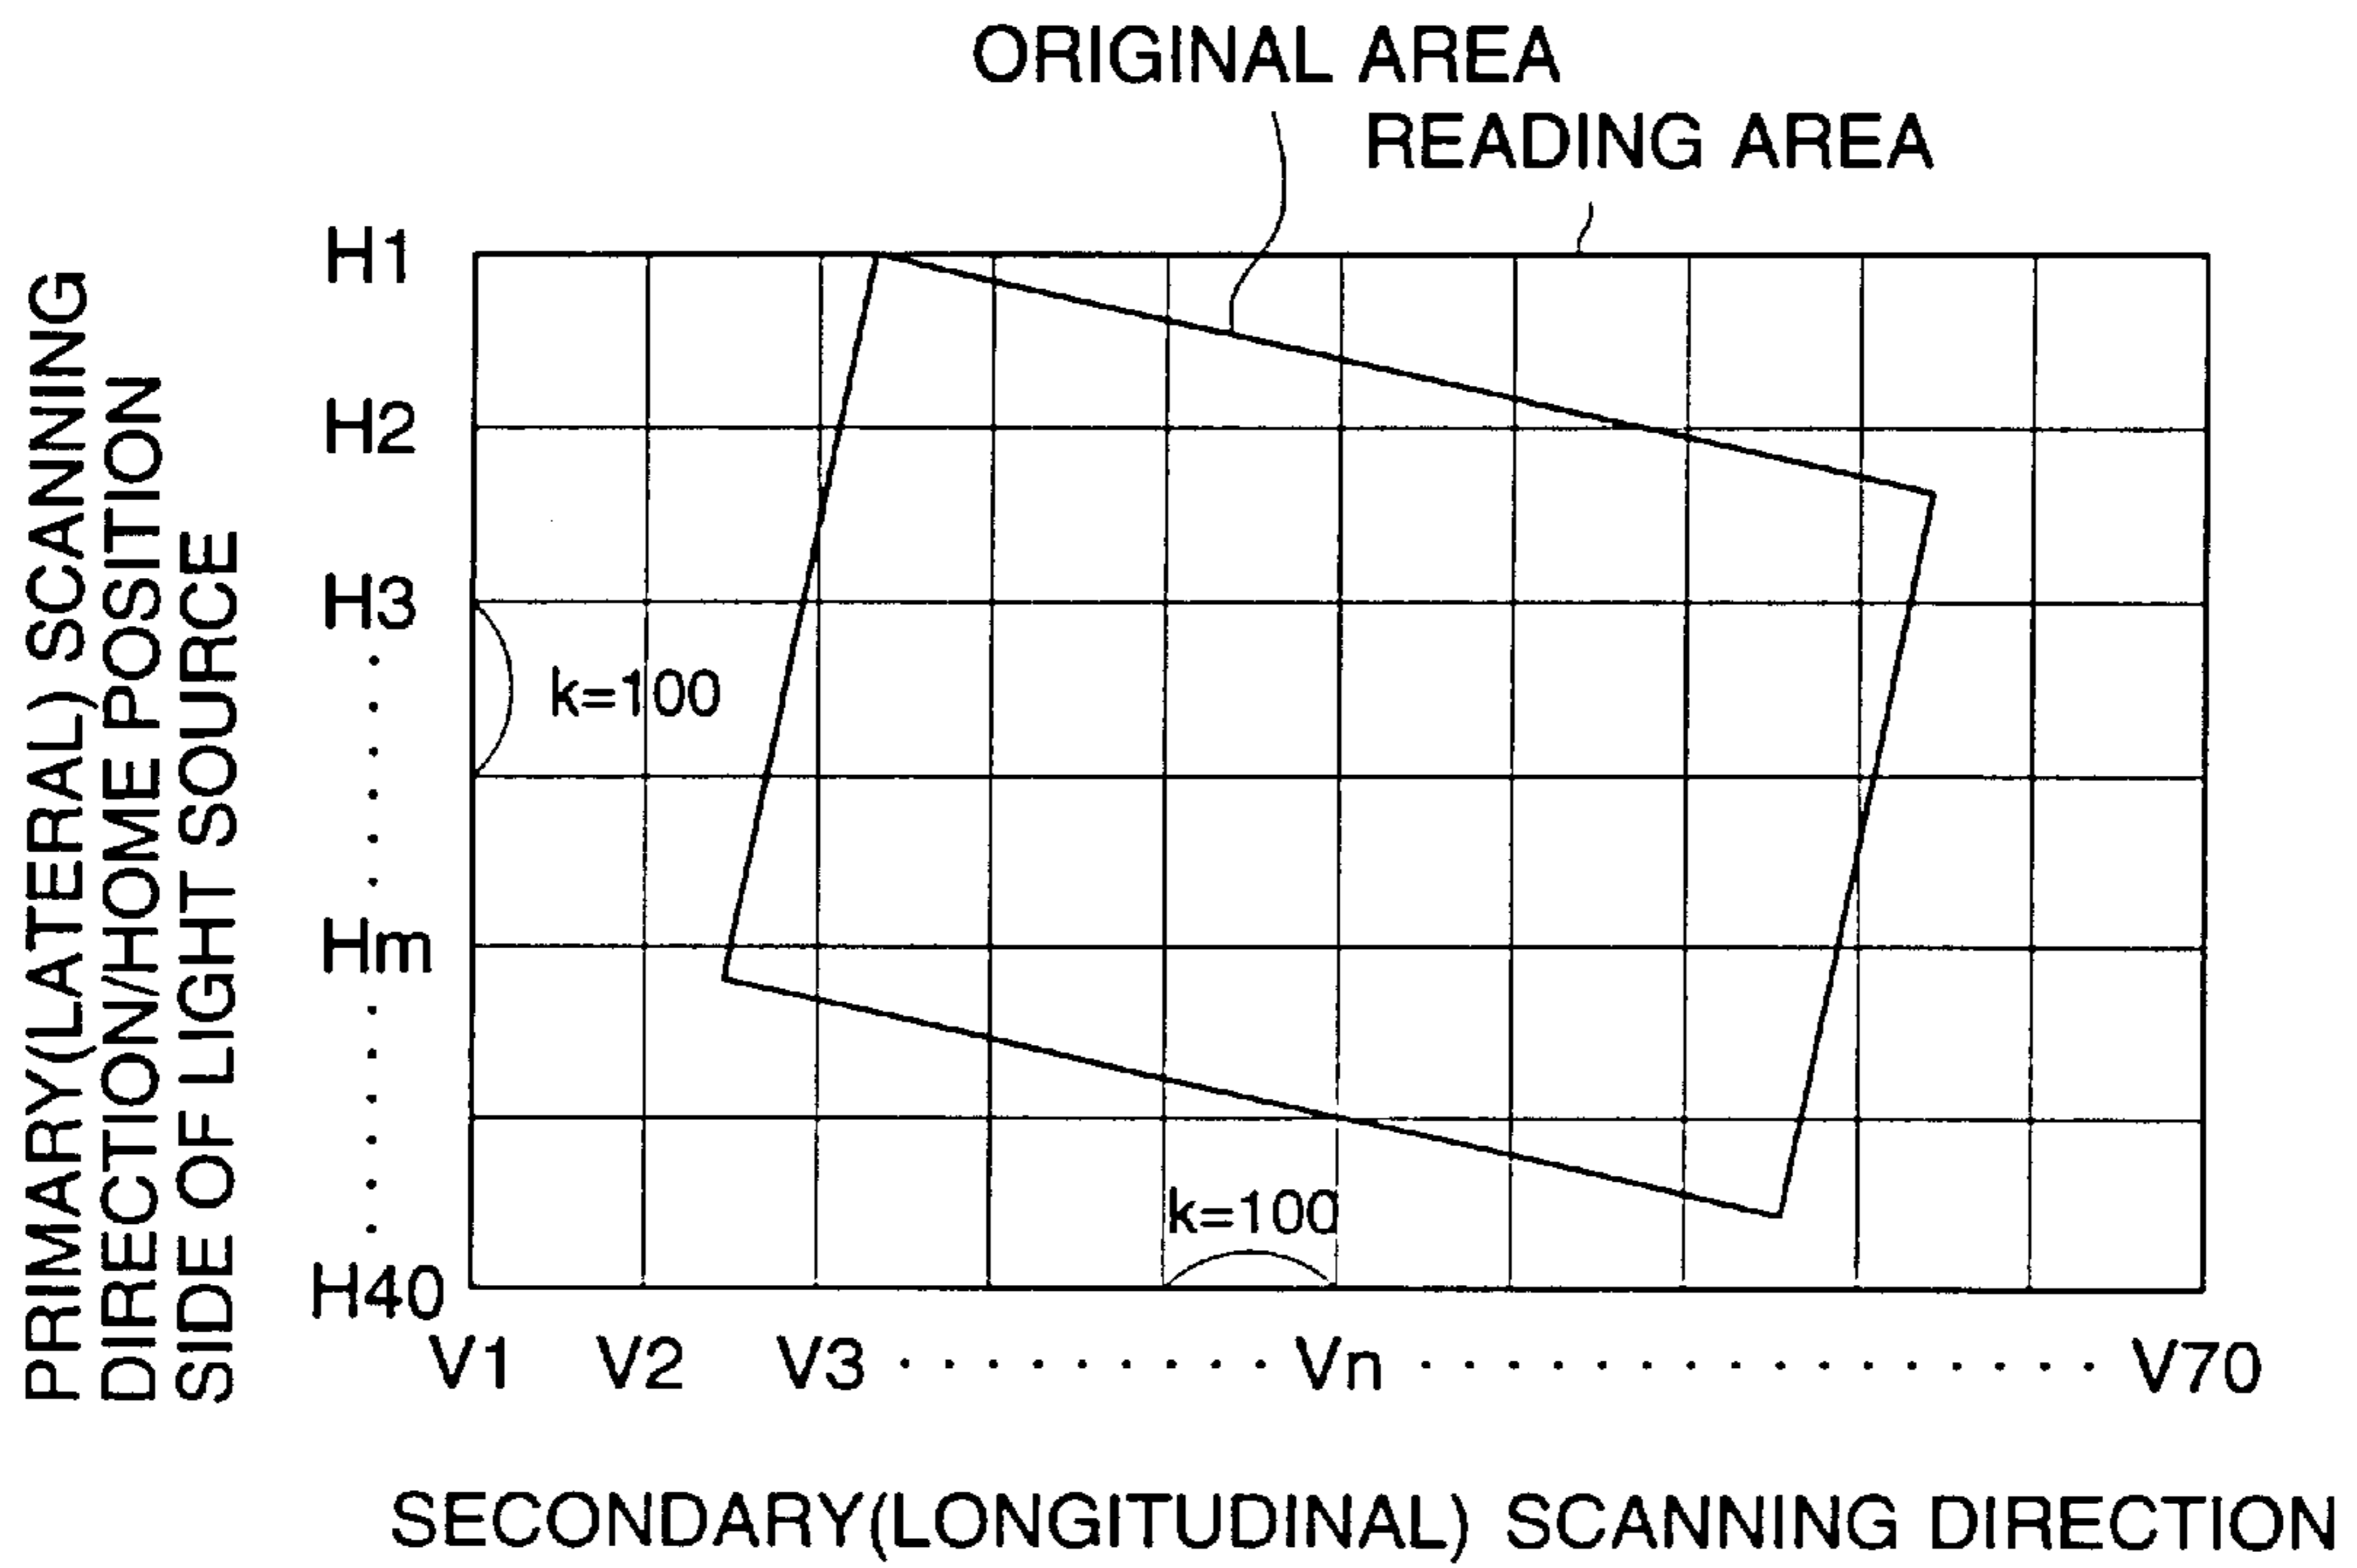 ORIGINAL AREA
READING AREA
PRIMARY(LATERAL) SCANNING
DIRECTION/HOME POSITION
SIDE OF LIGHT SOURCE
H1
H2
H3
k=100
Hm
k=100
H40
V1 V2 V3 . . . . . . . . . Vn . . . . . . . . . . . . . . . . V70
SECONDARY(LONGITUDINAL) SCANNING DIRECTION